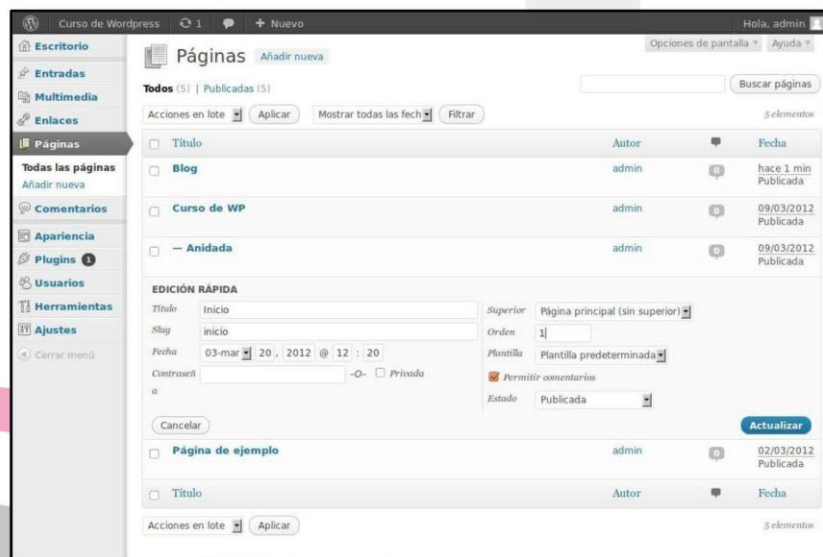 Curso de Wordpress 1 + Nuevo Hola, admin
Escritorio
Entradas
Multimedia
Enlaces
Páginas
Todas las páginas
Añadir nueva
Comentarios
Apariencia
Plugins 1
Usuarios
Herramientas
Ajustes
Cerrar menú
Opciones de pantalla Ayuda
Páginas Añadir nueva
Todos (5) | Publicadas (5)
Buscar páginas
Acciones en lote Aplicar Mostrar todas las fech Filtrar 5 elementos
Título Autor Fecha
Blog admin 0 hace 1 min
Publicada
Curso de WP admin 0 09/03/2012
Publicada
— Anidada admin 0 09/03/2012
Publicada
EDICIÓN RÁPIDA
Título Inicio
Slug inicio
Fecha 03-mar 20 , 2012 @ 12 : 20
Contraseñ
a
-O- Privada
Superior Página principal (sin superior)
Orden 1
Plantilla Plantilla predeterminada
Permitir comentarios
Estado Publicada
Cancelar Actualizar
Página de ejemplo admin 0 02/03/2012
Publicada
Título Autor Fecha
Acciones en lote Aplicar 5 elementos